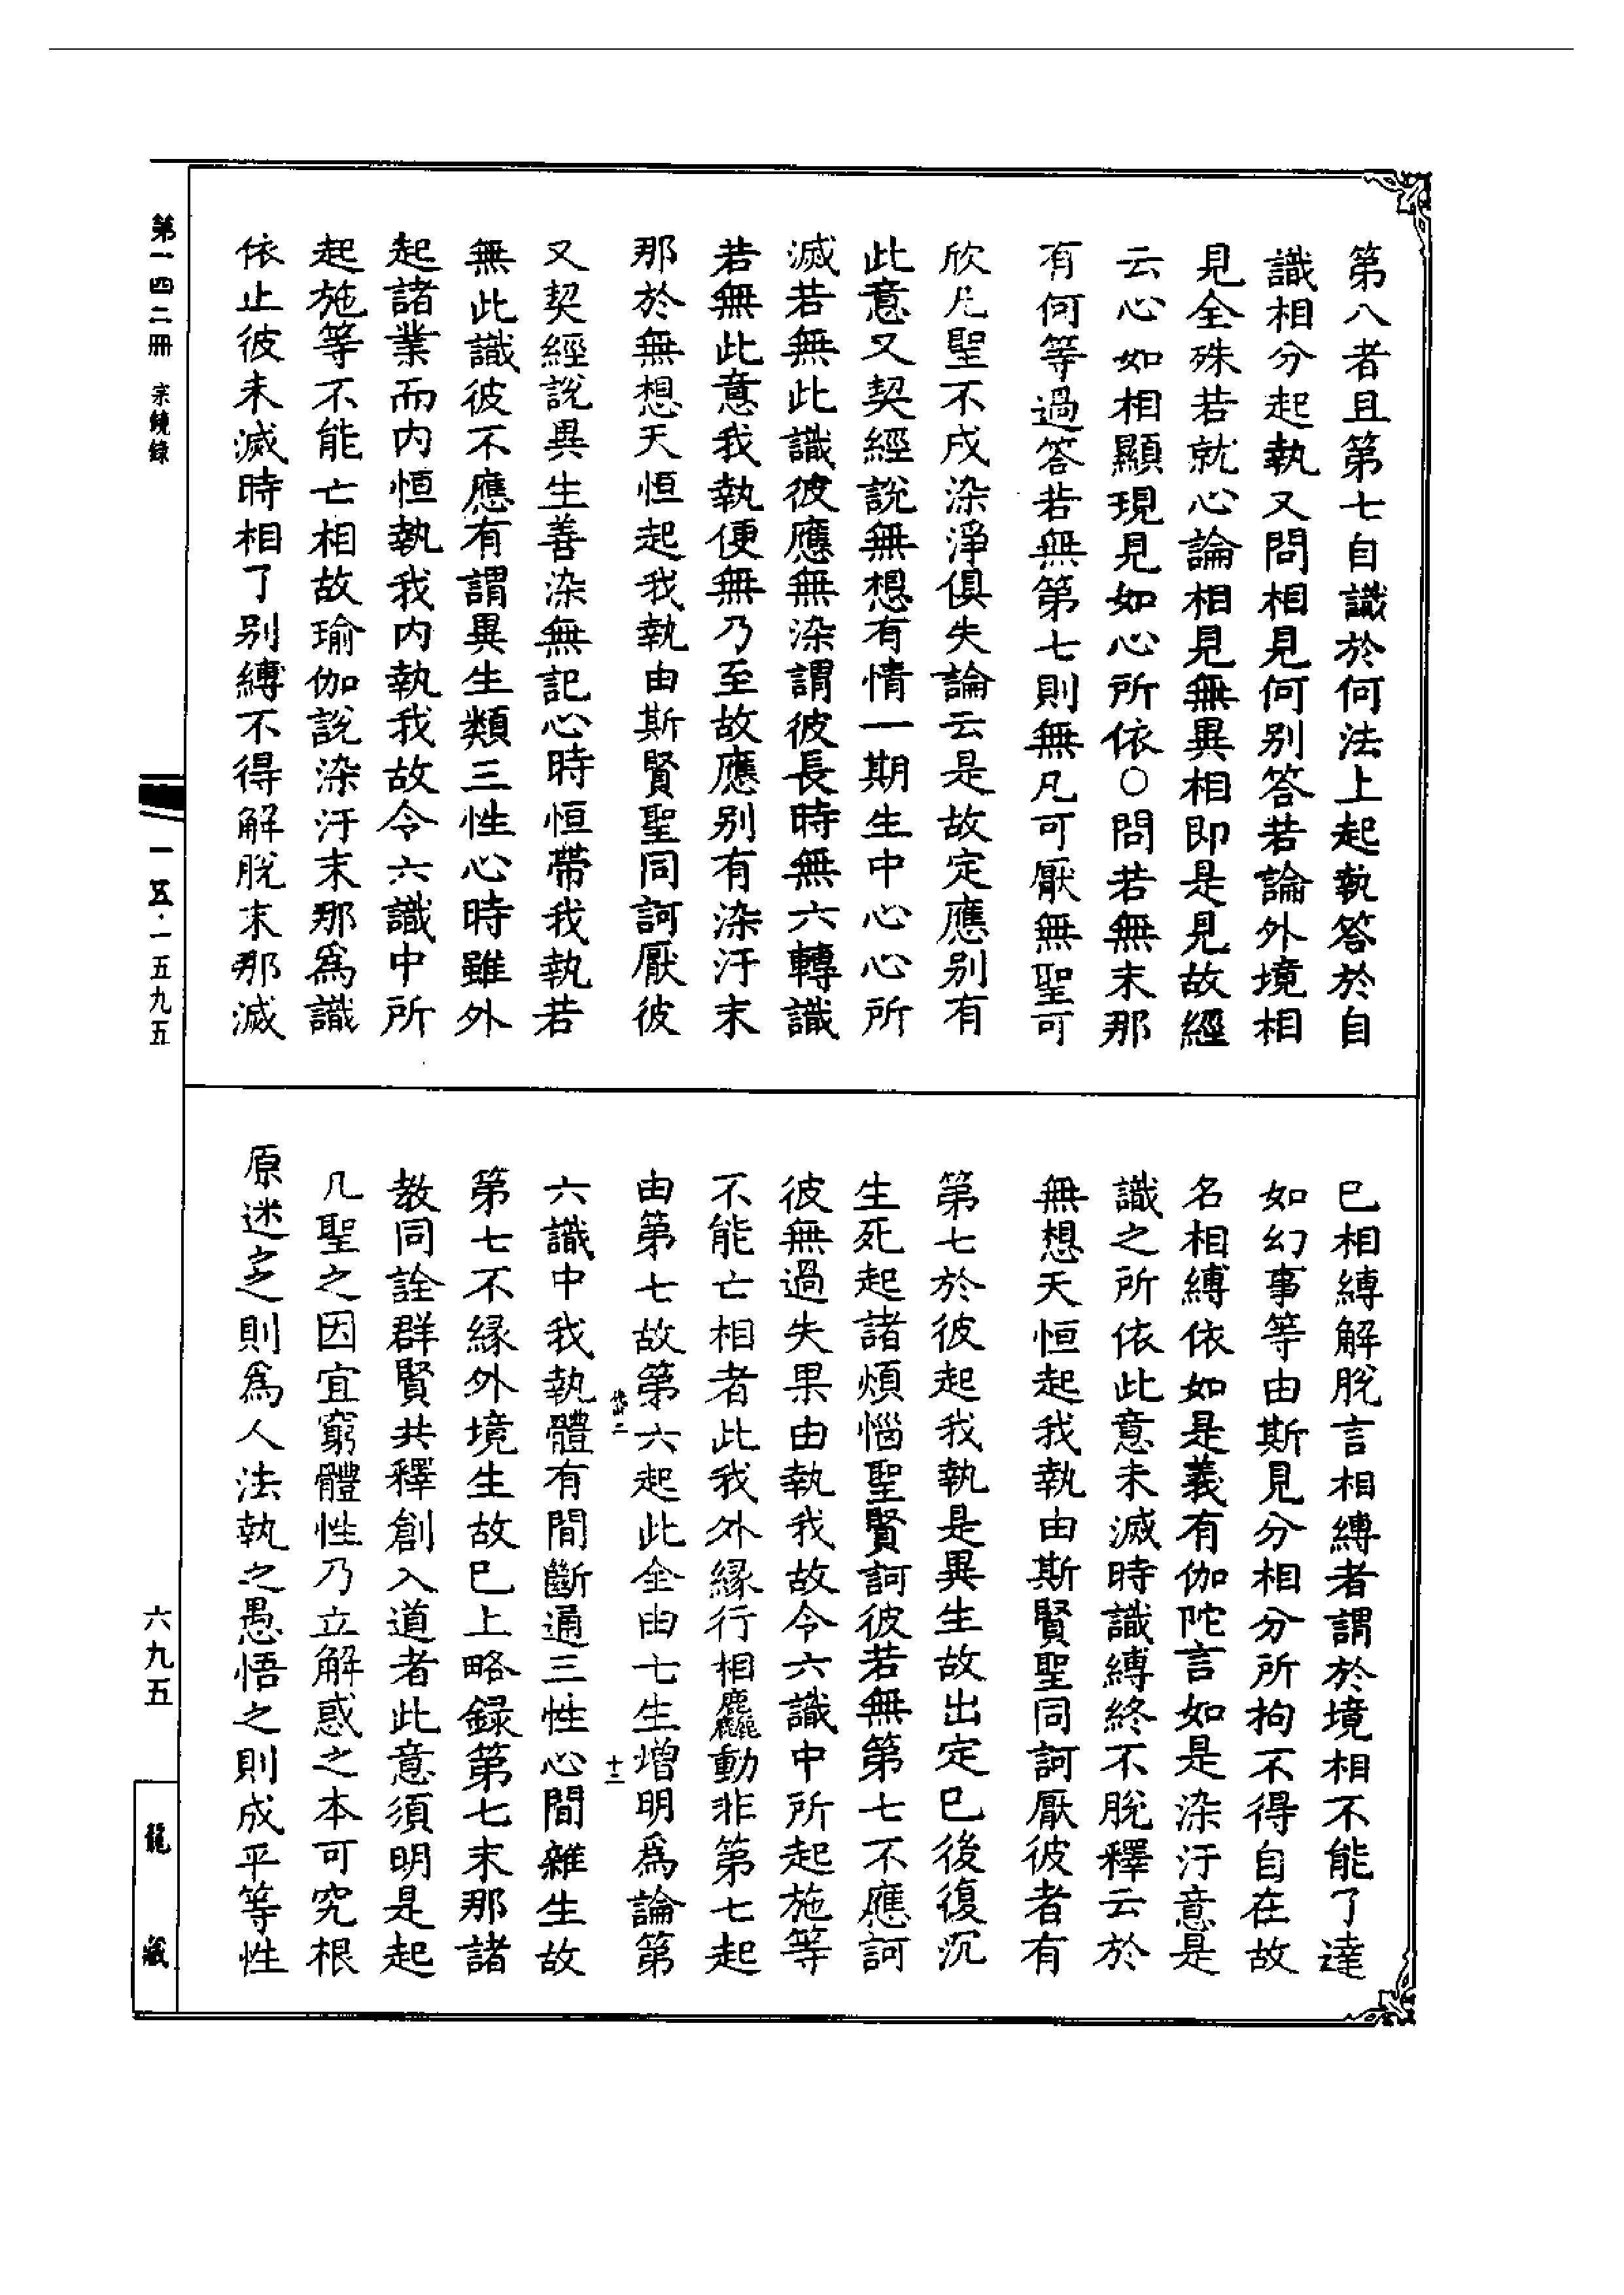 第八者且第七自識於何法上起執答於自
識相分起執又問相見何別答若論外境相
見全殊若就心論相見無異相即是見故經
云心如相顯現見如心所依○問若無末那
有何等過答若無第七則無凡可厭無聖可
欣凡聖不成染淨俱失論云是故定應別有
此意又契經說無想有情一期生中心心所
滅若無此識彼應無染謂彼長時無六轉識
若無此意我執便無乃至故應別有染汙末
那於無想天恒起我執由斯賢聖同訶厭彼
又契經說異生善染無記心時恒帶我執若
無此識彼不應有謂異生類三性心時雖外
起諸業而內恒執我內執我故令六識中所
起施等不能亡相故瑜伽說染汙末那爲識
依止彼未滅時相了別縛不得解脫末那滅
已相縛解脫言相縛者謂於境相不能了達
如幻事等由斯見分相分所拘不得自在故
名相縛依如是義有伽陀言如是染汙意是
識之所依此意未滅時識縛終不脫釋云於
無想天恒起我執由斯賢聖同訶厭彼者有
第七於彼起我執是異生故出定已後復沉
生死起諸煩惱聖賢訶彼若無第七不應訶
彼無過失果由執我故令六識中所起施等
不能亡相者此我外緣行相麤動非第七起
由第七故第六起此全由七生增明爲論第
六識中我執體有間斷通三性心間雜生故
第七不緣外境生故已上略録第七末那諸
教同詮群賢共釋創入道者此意須明是起
凡聖之因宜窮體性乃立解惑之本可究根
原迷之則爲人法執之愚悟之則成平等性
十二
第一四二冊 宗鏡錄
一五·一五九五
六九五
龍藏